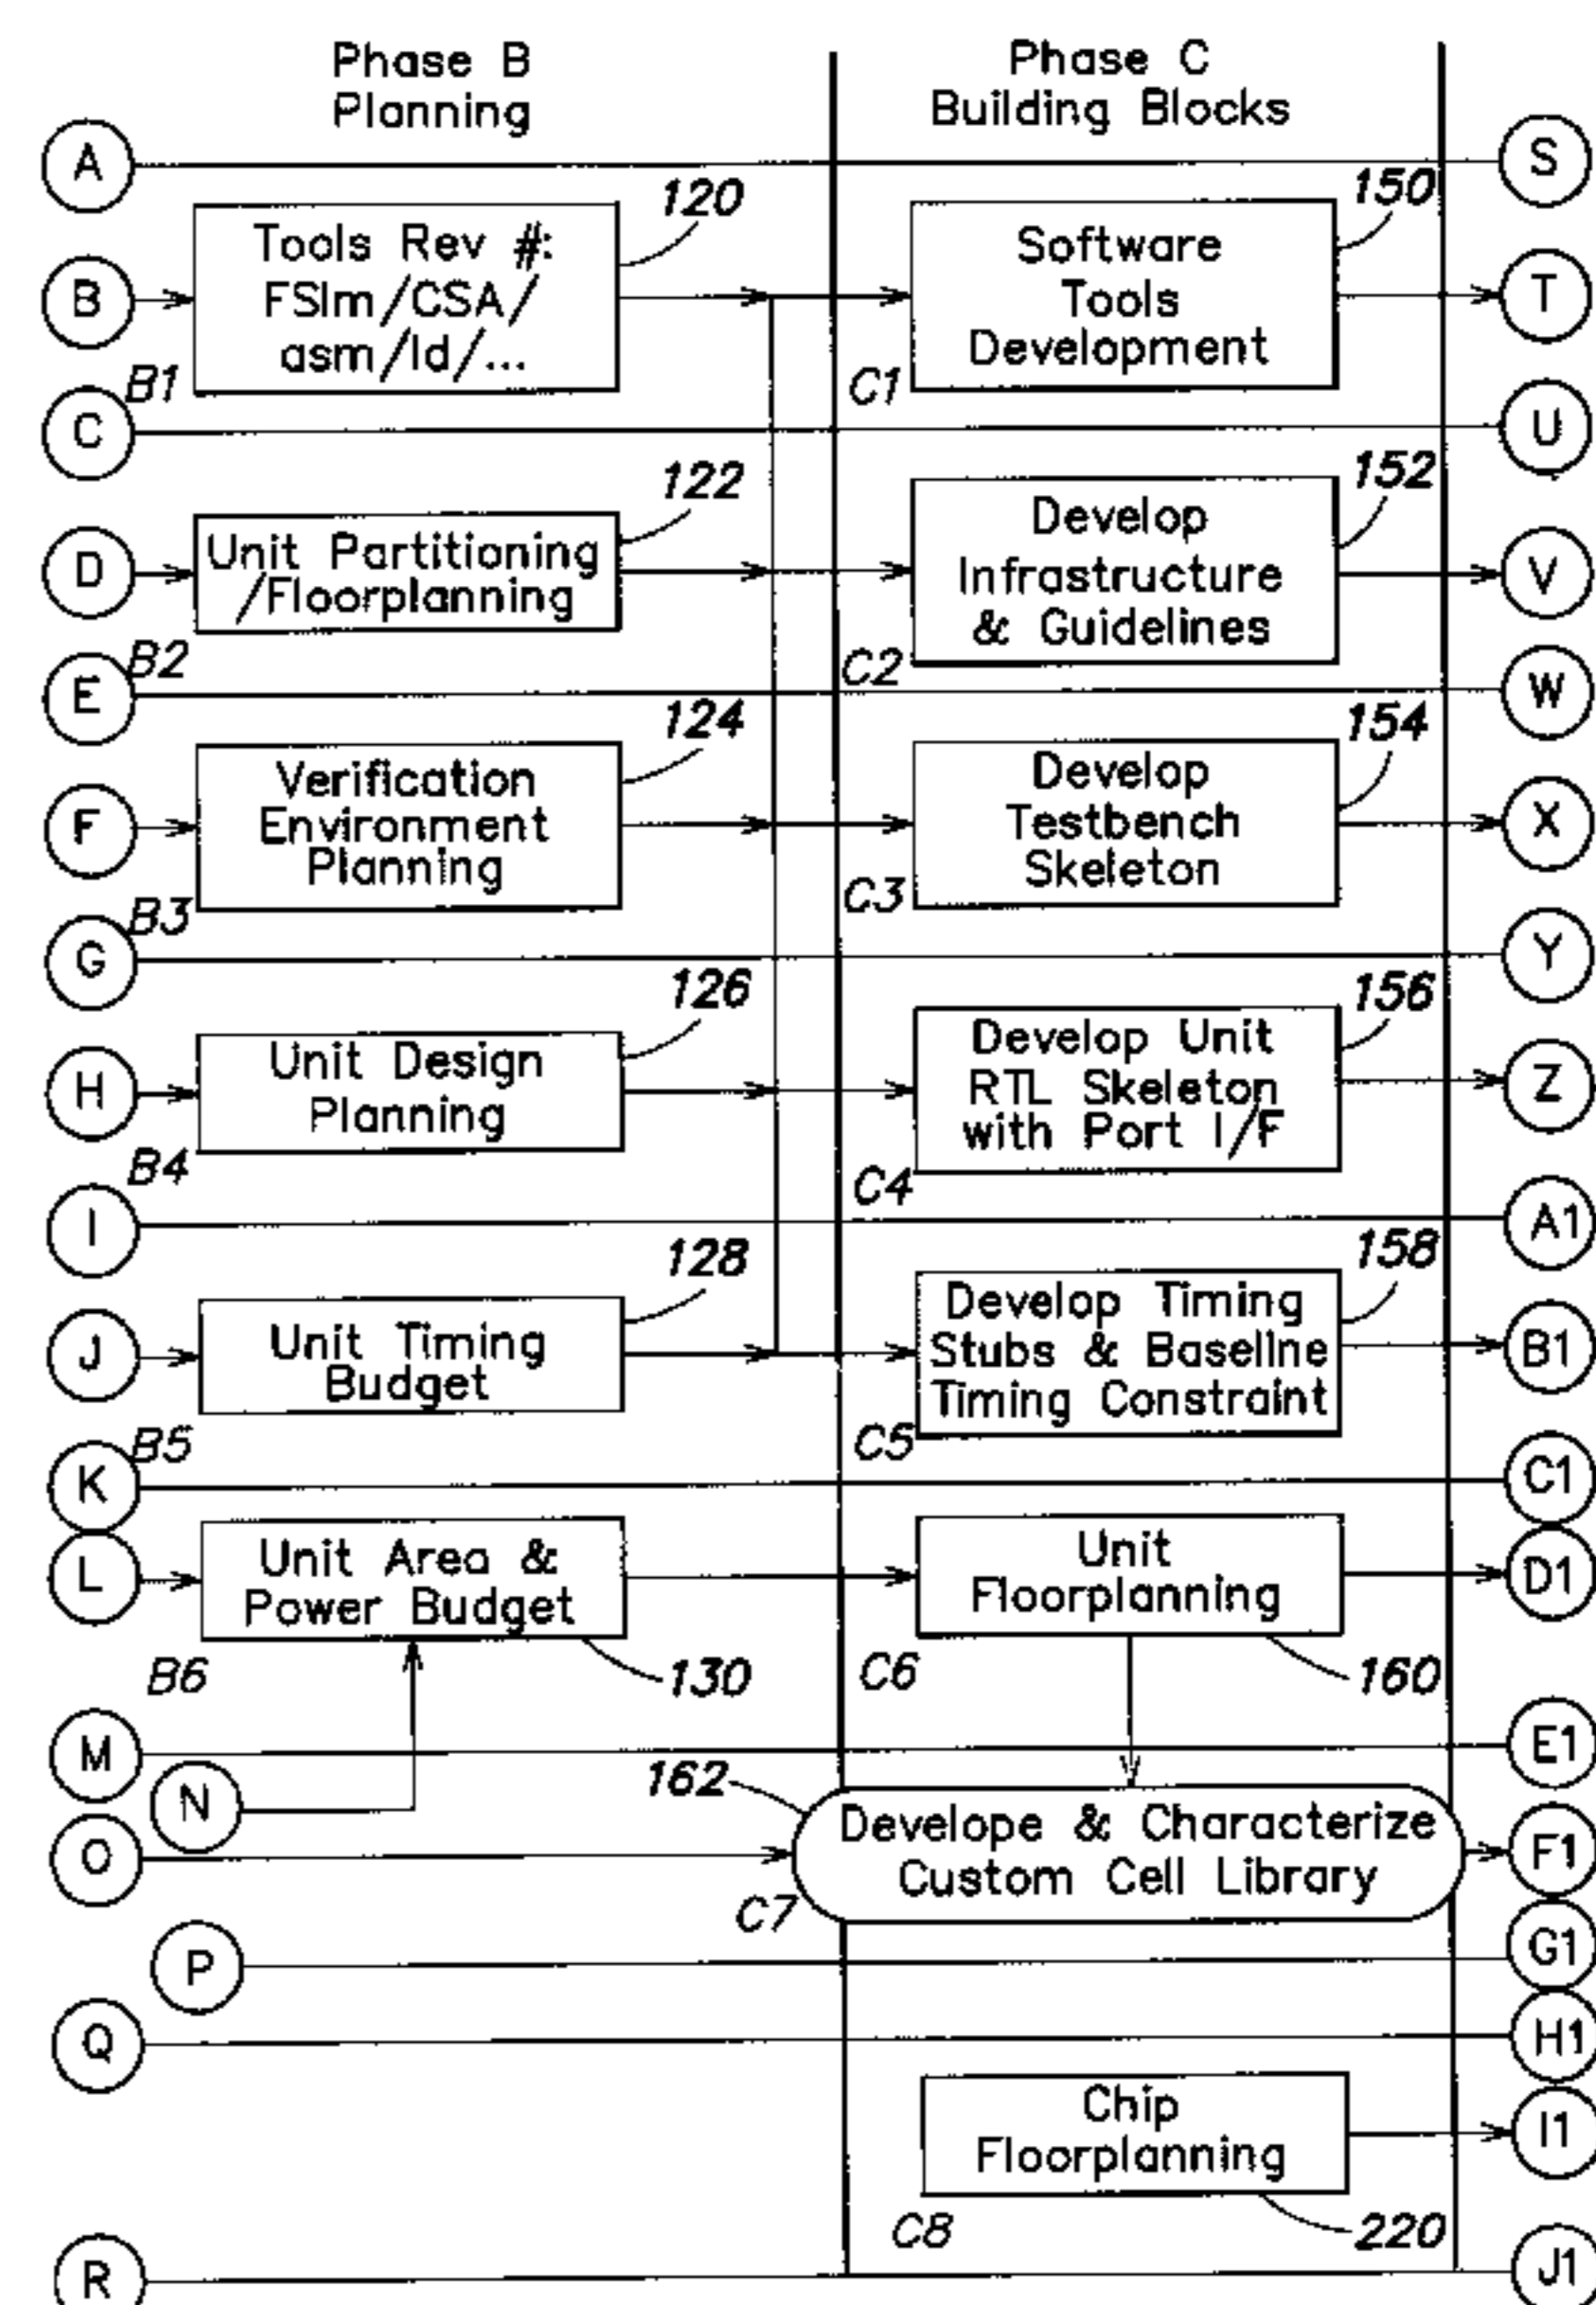 Phase B
Planning
Phase C
Building Blocks
A
S
120
150
B
Tools Rev #:
FSIm/CSA/
asm/ld/...
Software
Tools
Development
T
B1
C1
C
U
122
152
D
Unit Partitioning
/Floorplanning
Develop
Infrastructure
& Guidelines
V
B2
C2
E
W
124
154
F
Verification
Environment
Planning
Develop
Testbench
Skeleton
X
B3
C3
G
Y
126
156
H
Unit Design
Planning
Develop Unit
RTL Skeleton
with Port I/F
Z
B4
C4
I
A1
128
158
J
Unit Timing
Budget
Develop Timing
Stubs & Baseline
Timing Constraint
B1
B5
C5
K
C1
L
Unit Area &
Power Budget
Unit
Floorplanning
D1
B6
130
C6
160
M
E1
N
162
O
Develope & Characterize
Custom Cell Library
F1
C7
P
G1
Q
H1
Chip
Floorplanning
I1
C8
220
R
J1